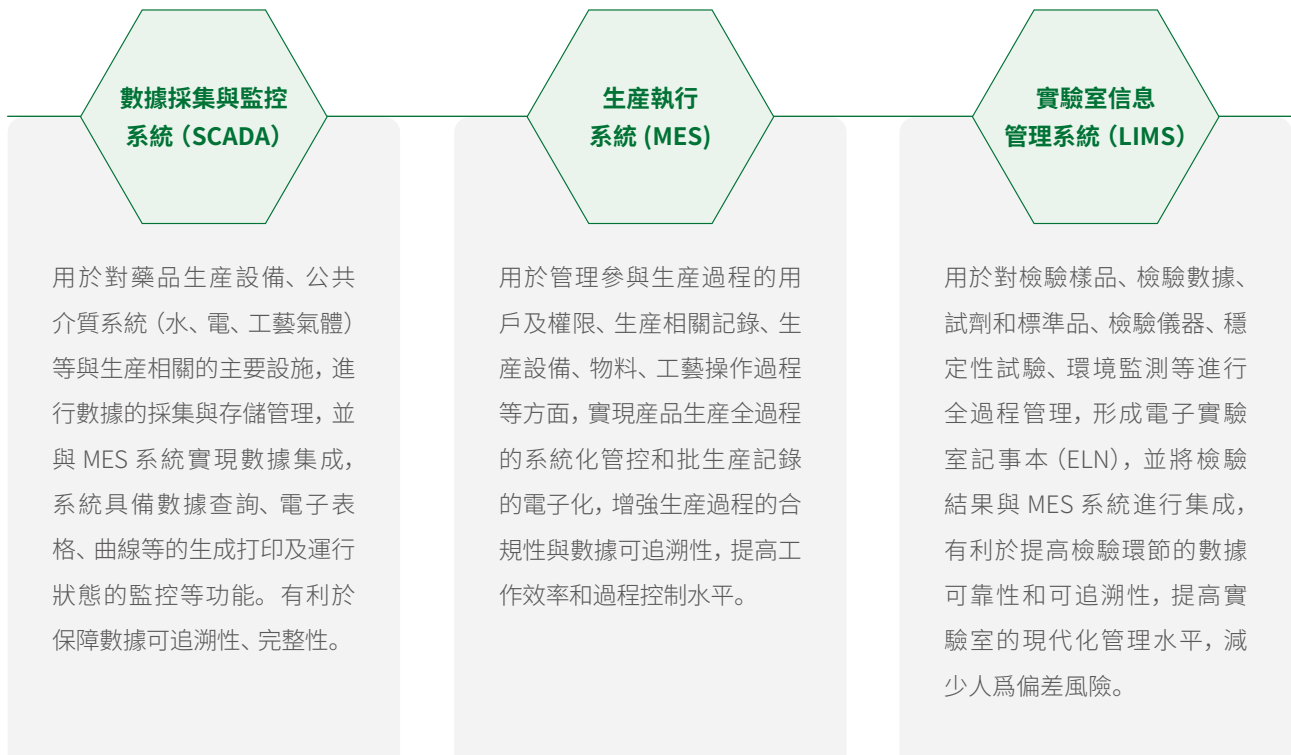 數據採集與監控
系統（SCADA）
用於對藥品生産設備、公共
介質系統（水、電、工藝氣體）
等與生産相關的主要設施，進
行數據的採集與存儲管理，並
與 MES 系統實現數據集成，
系統具備數據查詢、電子表
格、曲線等的生成打印及運行
狀態的監控等功能。有利於
保障數據可追溯性、完整性。
生産執行
系統 (MES)
用於管理參與生産過程的用
戶及權限、生産相關記錄、生
産設備、物料、工藝操作過程
等方面，實現産品生産全過程
的系統化管控和批生産記錄
的電子化，增強生産過程的合
規性與數據可追溯性，提高工
作效率和過程控制水平。
實驗室信息
管理系統（LIMS）
用於對檢驗樣品、檢驗數據、
試劑和標準品、檢驗儀器、穩
定性試驗、環境監測等進行
全過程管理，形成電子實驗
室記事本（ELN），並將檢驗
結果與 MES 系統進行集成，
有利於提高檢驗環節的數據
可靠性和可追溯性，提高實
驗室的現代化管理水平，減
少人爲偏差風險。